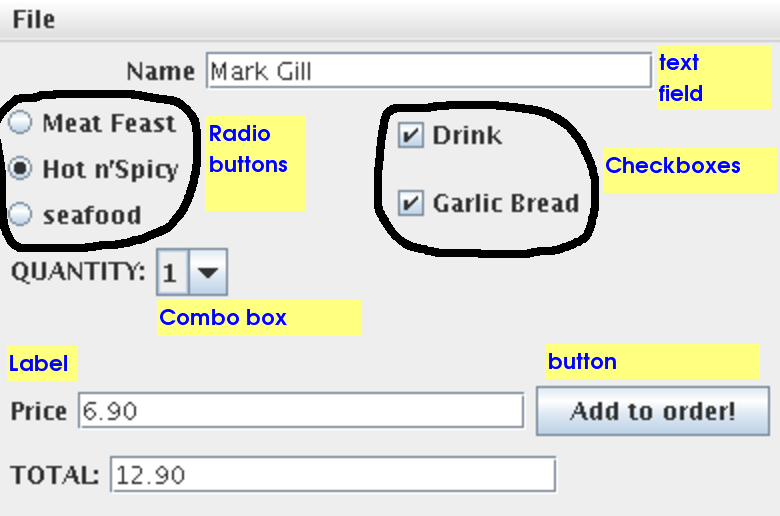 File
Name Mark Gill text
field
Meat Feast Radio Drink
Hot n'Spicy buttons Checkboxes
seafood Garlic Bread
QUANTITY: 1
Combo box
Label button
Price 6.90 Add to order!
TOTAL: 12.90